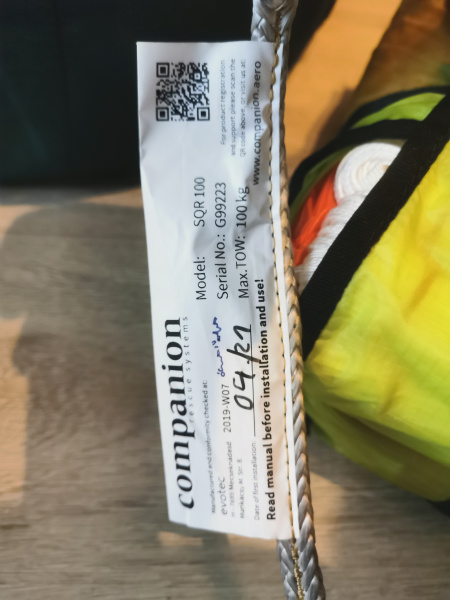 companion
rescue systems
Model: SQR 100
Serial No.: G99223
Max.TOW: 100 kg
For product registration
and support please scan the
QR code above, or visit us at:
www.companion.aero
Manufactured and conformity checked at:
evotec 2019-W07
Date of first installation 04/21
Read manual before installation and use!